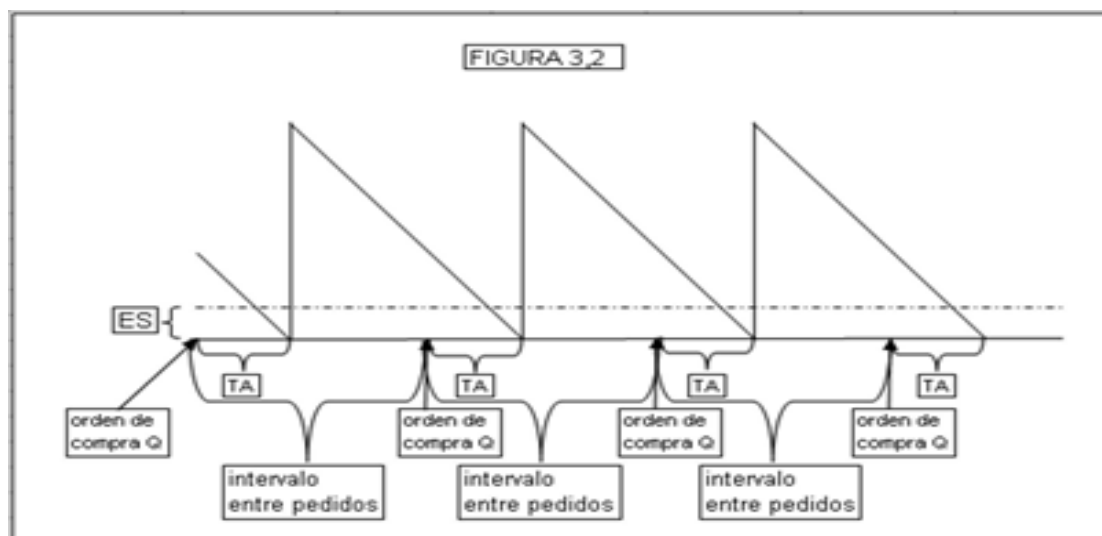 FIGURA 3,2
ES
TA
TA
TA
TA
orden de
compra Q
orden de
compra Q
orden de
compra Q
orden de
compra Q
intervalo
entre pedidos
intervalo
entre pedidos
intervalo
entre pedidos